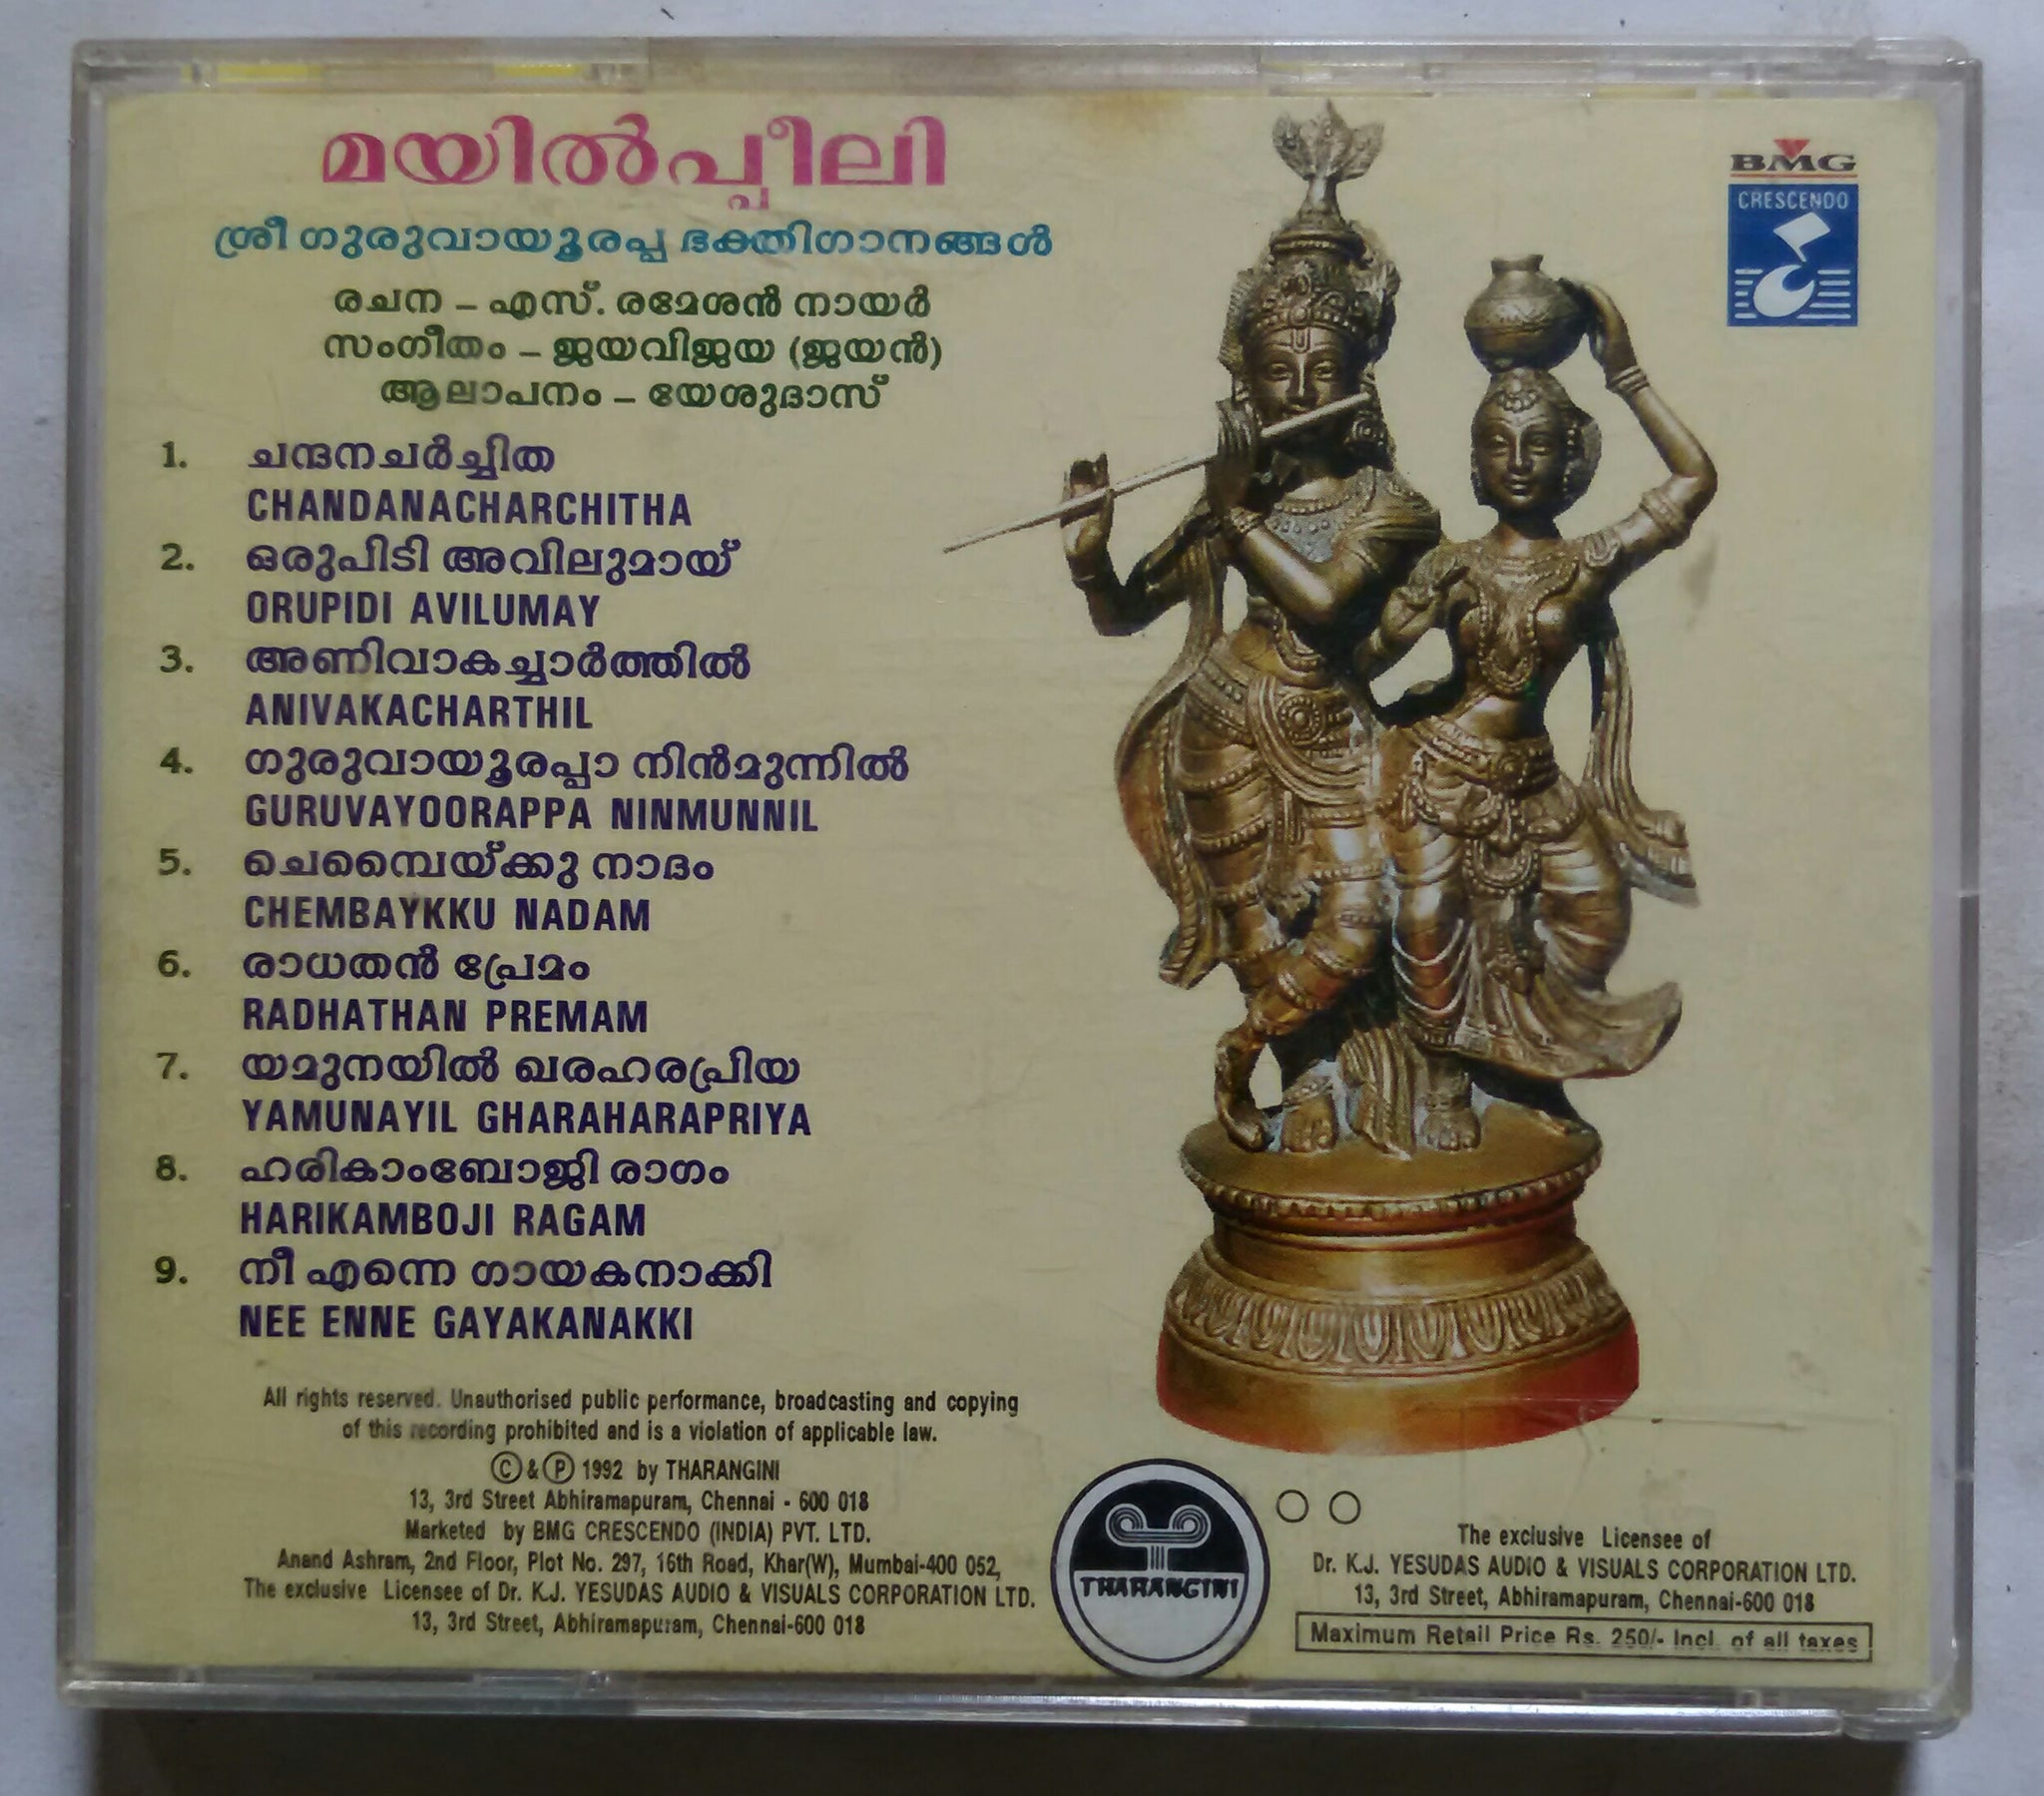 മയിൽപ്പീലി
ശ്രീ ഗുരുവായൂരപ്പ ഭക്തിഗാനങ്ങൾ
രചന – എസ്. രമേശൻ നായർ
സംഗീതം – ജയവിജയ (ജയൻ)
ആലാപനം – യേശുദാസ്
BMG
CRESCENDO
1. ചന്ദനചർച്ചിത
CHANDANACHARCHITHA
2. ഒരുപിടി അവിലുമായ്
ORUPIDI AVILUMAY
3. അണിവാകച്ചാർത്തിൽ
ANIVAKACHARTHIL
4. ഗുരുവായൂരപ്പാ നിൻമുന്നിൽ
GURUVAYOORAPPA NINMUNNIL
5. ചെമ്പൈയ്ക്കു നാദം
CHEMBAYKKU NADAM
6. രാധതൻ പ്രേമം
RADHATHAN PREMAM
7. യമുനയിൽ ഖരഹരപ്രിയ
YAMUNAYIL GHARAHARAPRIYA
8. ഹരികാംബോജി രാഗം
HARIKAMBOJI RAGAM
9. നീ എന്നെ ഗായകനാക്കി
NEE ENNE GAYAKANAKKI
All rights reserved. Unauthorised public performance, broadcasting and copying
of this recording prohibited and is a violation of applicable law.
©&℗ 1992 by THARANGINI
13, 3rd Street Abhiramapuram, Chennai - 600 018
Marketed by BMG CRESCENDO (INDIA) PVT. LTD.
Anand Ashram, 2nd Floor, Plot No. 297, 16th Road, Khar(W), Mumbai-400 052,
The exclusive Licensee of Dr. K.J. YESUDAS AUDIO & VISUALS CORPORATION LTD.
13, 3rd Street, Abhiramapuram, Chennai-600 018
THARANGINI
The exclusive Licensee of
Dr. K.J. YESUDAS AUDIO & VISUALS CORPORATION LTD.
13, 3rd Street, Abhiramapuram, Chennai-600 018
Maximum Retail Price Rs. 250/- Incl. of all taxes